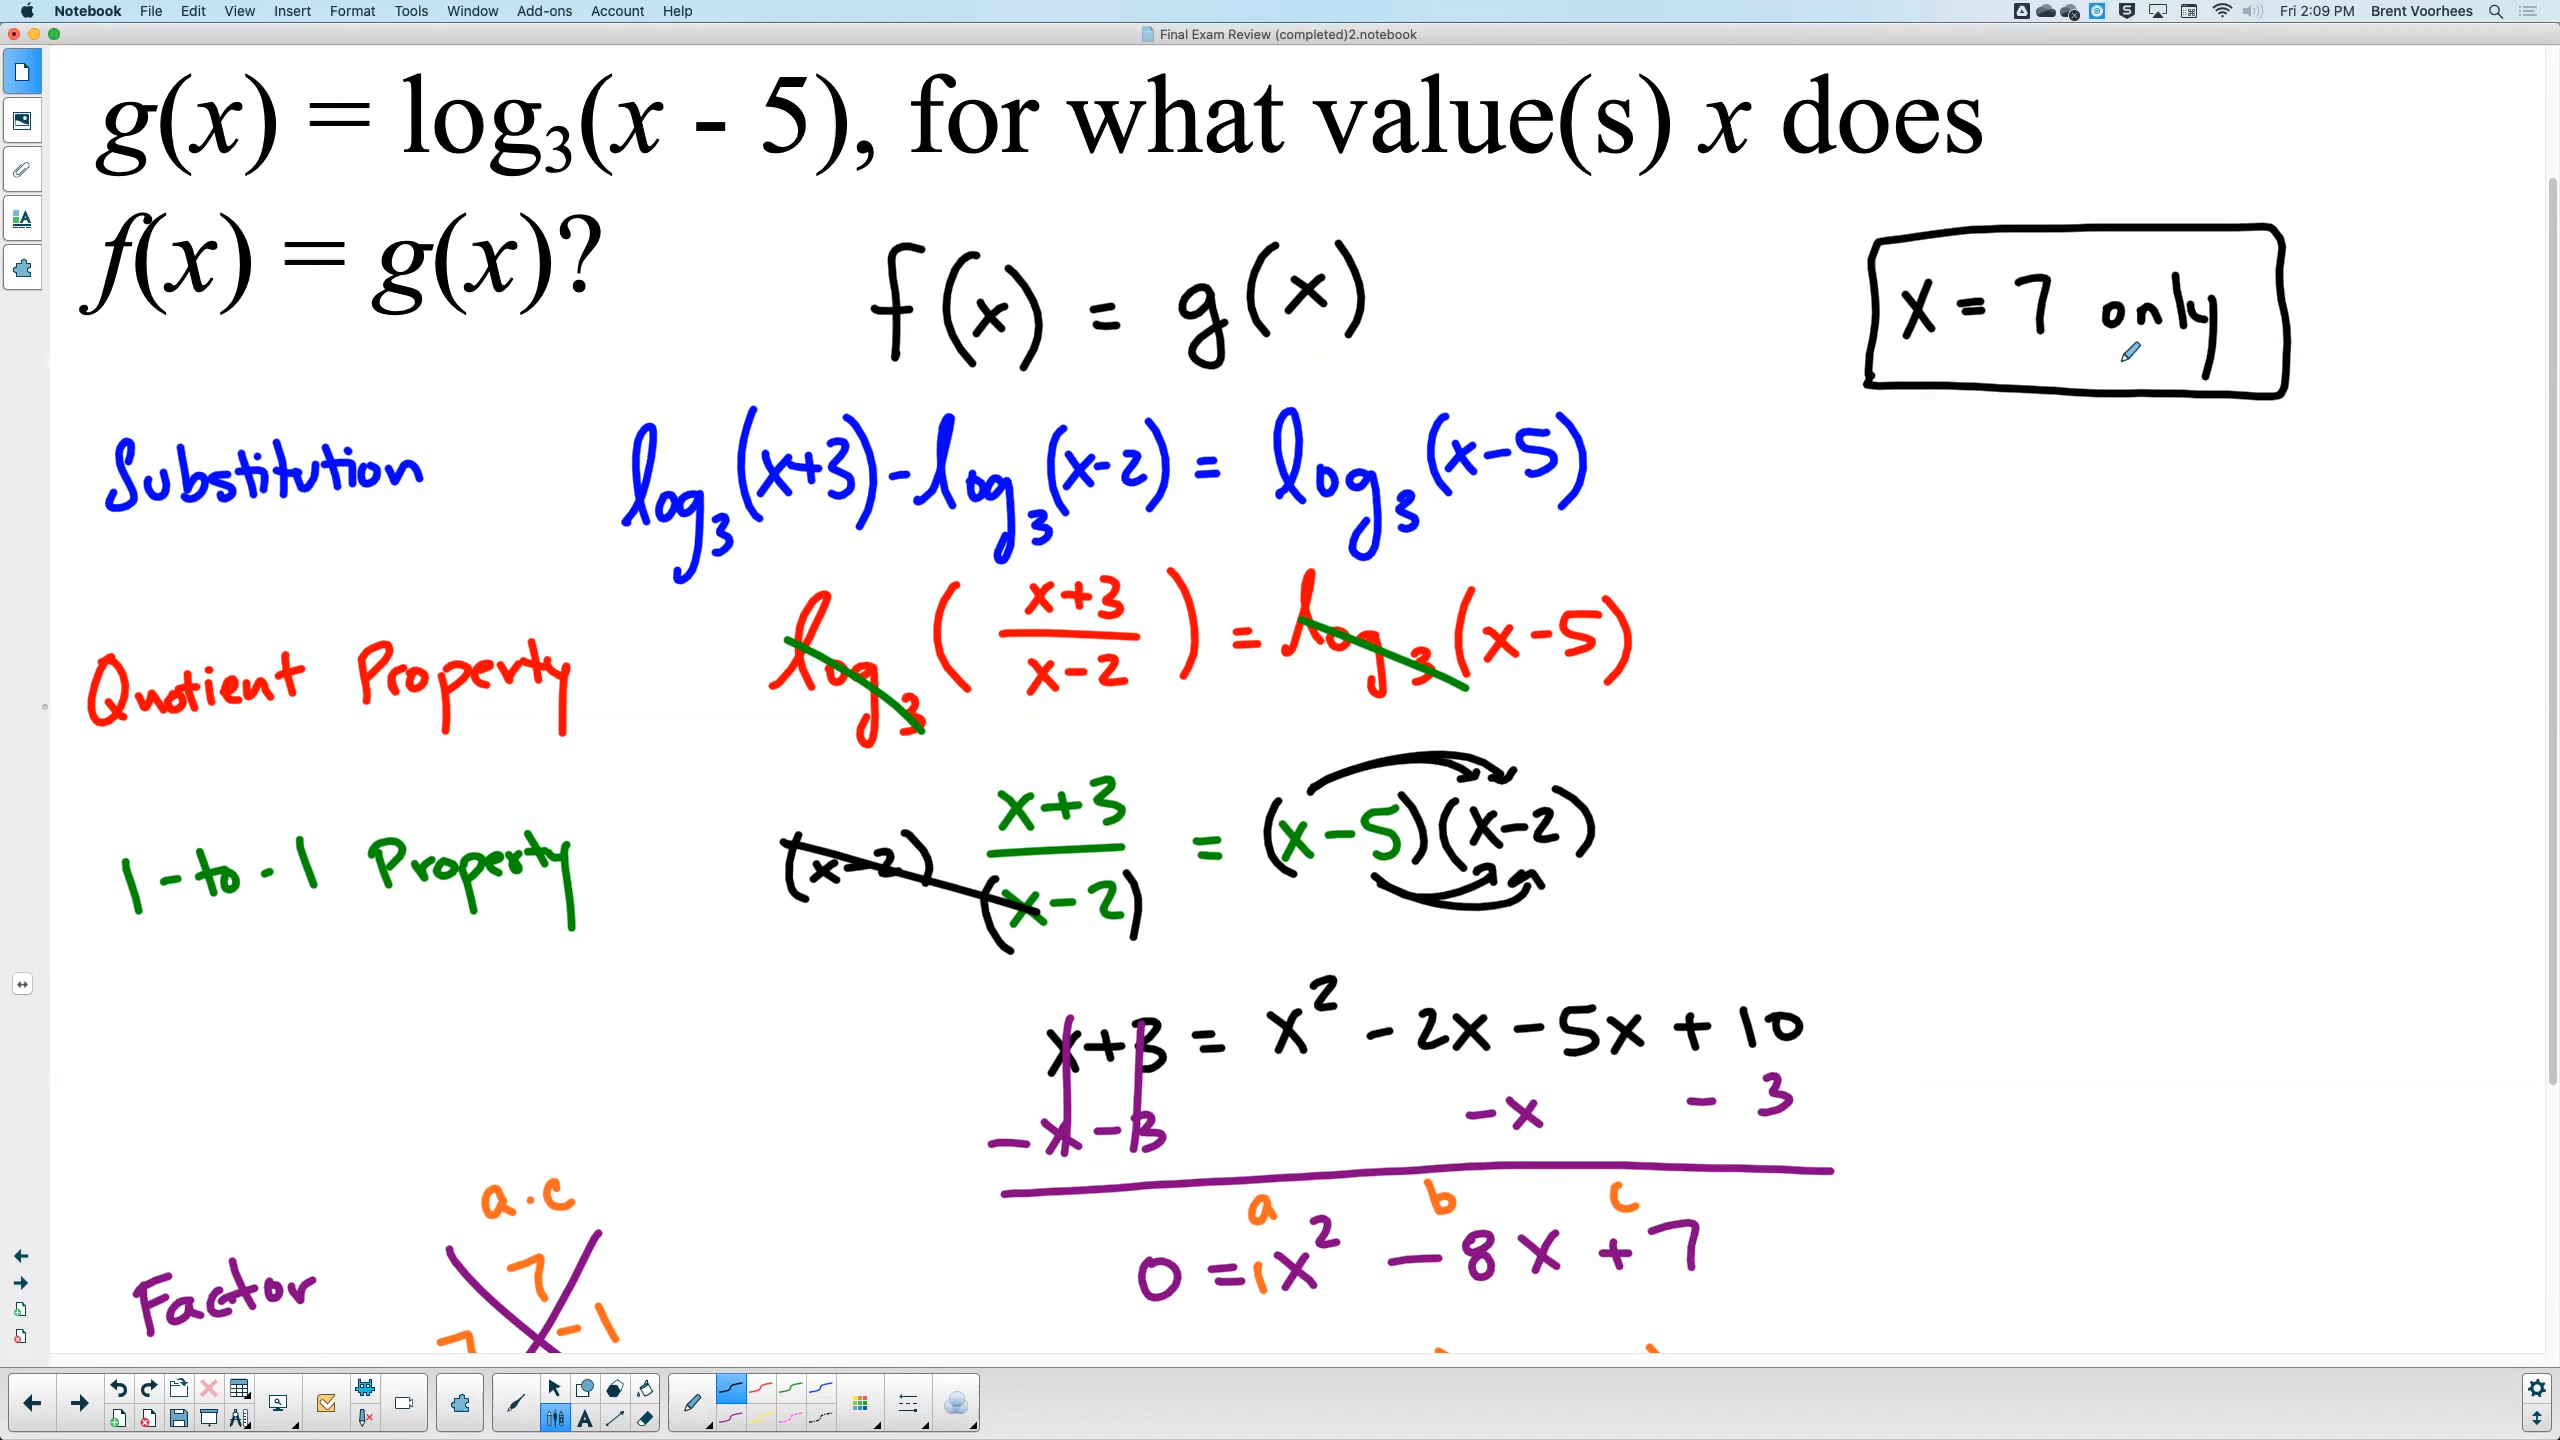 Notebook File Edit View Insert Format Tools Window Add-ons Account Help Fri 2:09 PM Brent Voorhees
Final Exam Review (completed)2.notebook
g(x) = log₃(x - 5), for what value(s) x does
f(x) = g(x)?
f(x) = g(x)
x = 7 only
Substitution log₃(x+3) - log₃(x-2) = log₃(x-5)
Quotient Property log₃((x+3)/(x-2)) = log₃(x-5)
1-to-1 Property (x-2) (x+3)/(x-2) = (x-5)(x-2)
x+3 = x² - 2x - 5x + 10
-x-3 -x - 3
a b c
0 = 1x² - 8x + 7
a·c
Factor 7
-1